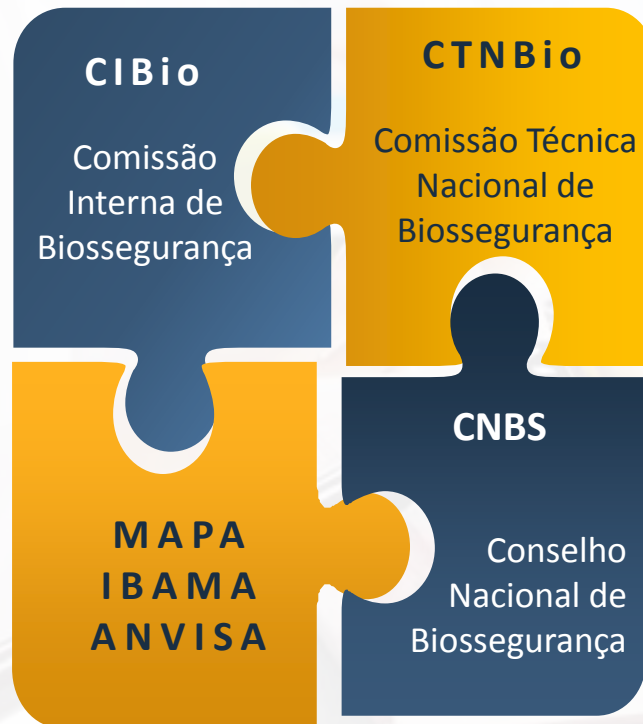 CIBio
Comissão
Interna de
Biossegurança
CTNBio
Comissão Técnica
Nacional de
Biossegurança
MAPA
IBAMA
ANVISA
CNBS
Conselho
Nacional de
Biossegurança